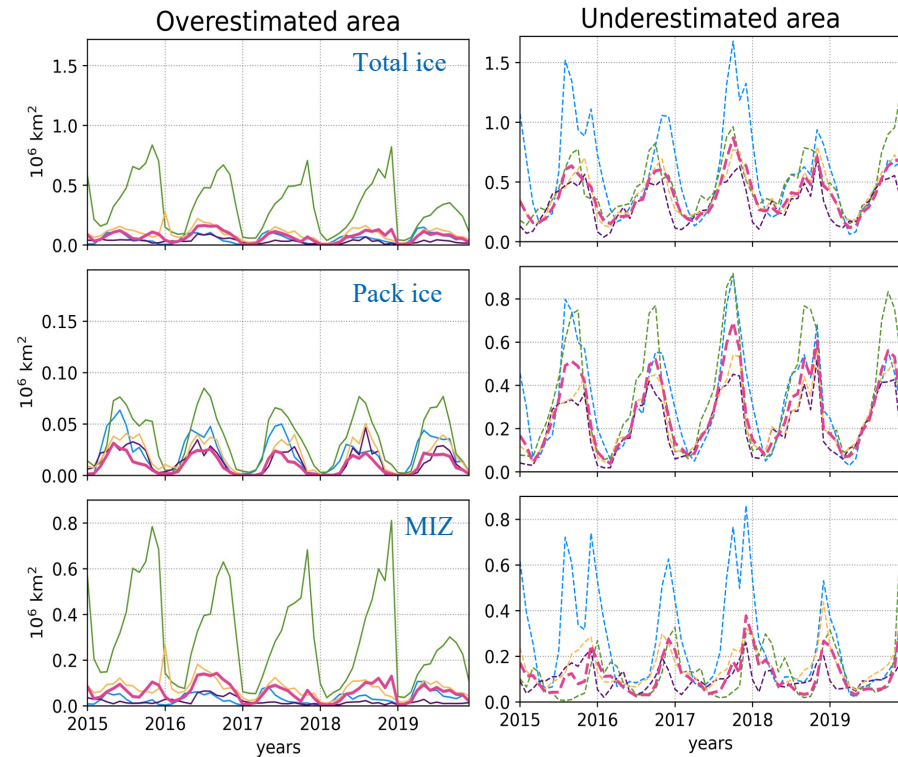 Overestimated area
Underestimated area
Total ice
10⁶ km²
1.5
1.0
0.5
0.0
1.5
1.0
0.5
0.0
Pack ice
10⁶ km²
0.15
0.10
0.05
0.00
0.8
0.6
0.4
0.2
0.0
MIZ
10⁶ km²
0.8
0.6
0.4
0.2
0.0
0.8
0.6
0.4
0.2
0.0
2015 2016 2017 2018 2019
years
2015 2016 2017 2018 2019
years